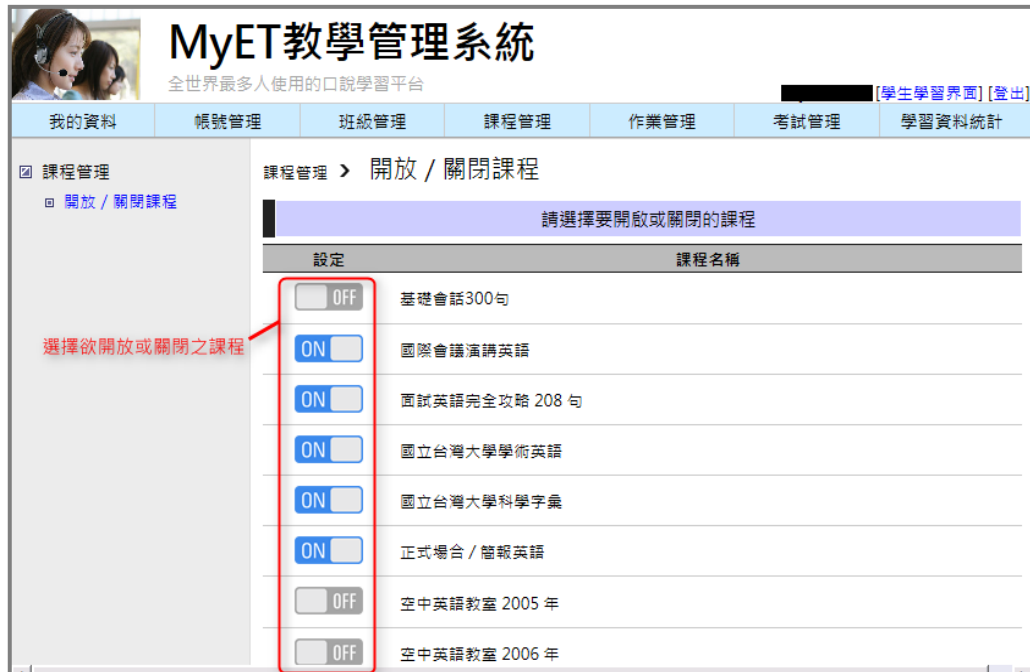 MyET教學管理系統
全世界最多人使用的口說學習平台
[學生學習界面] [登出]
我的資料 帳號管理 班級管理 課程管理 作業管理 考試管理 學習資料統計
課程管理
開放 / 關閉課程
課程管理 > 開放 / 關閉課程
請選擇要開啟或關閉的課程
設定 課程名稱
OFF 基礎會話300句
選擇欲開放或關閉之課程
ON 國際會議演講英語
ON 面試英語完全攻略 208 句
ON 國立台灣大學學術英語
ON 國立台灣大學科學字彙
ON 正式場合 / 簡報英語
OFF 空中英語教室 2005 年
OFF 空中英語教室 2006 年